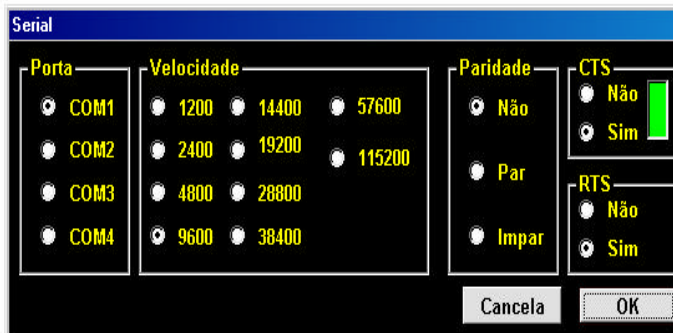 Serial
Porta
COM1
COM2
COM3
COM4
Velocidade
1200 14400 57600
2400 19200 115200
4800 28800
9600 38400
Paridade
Não
Par
Impar
CTS
Não
Sim
RTS
Não
Sim
Cancela OK